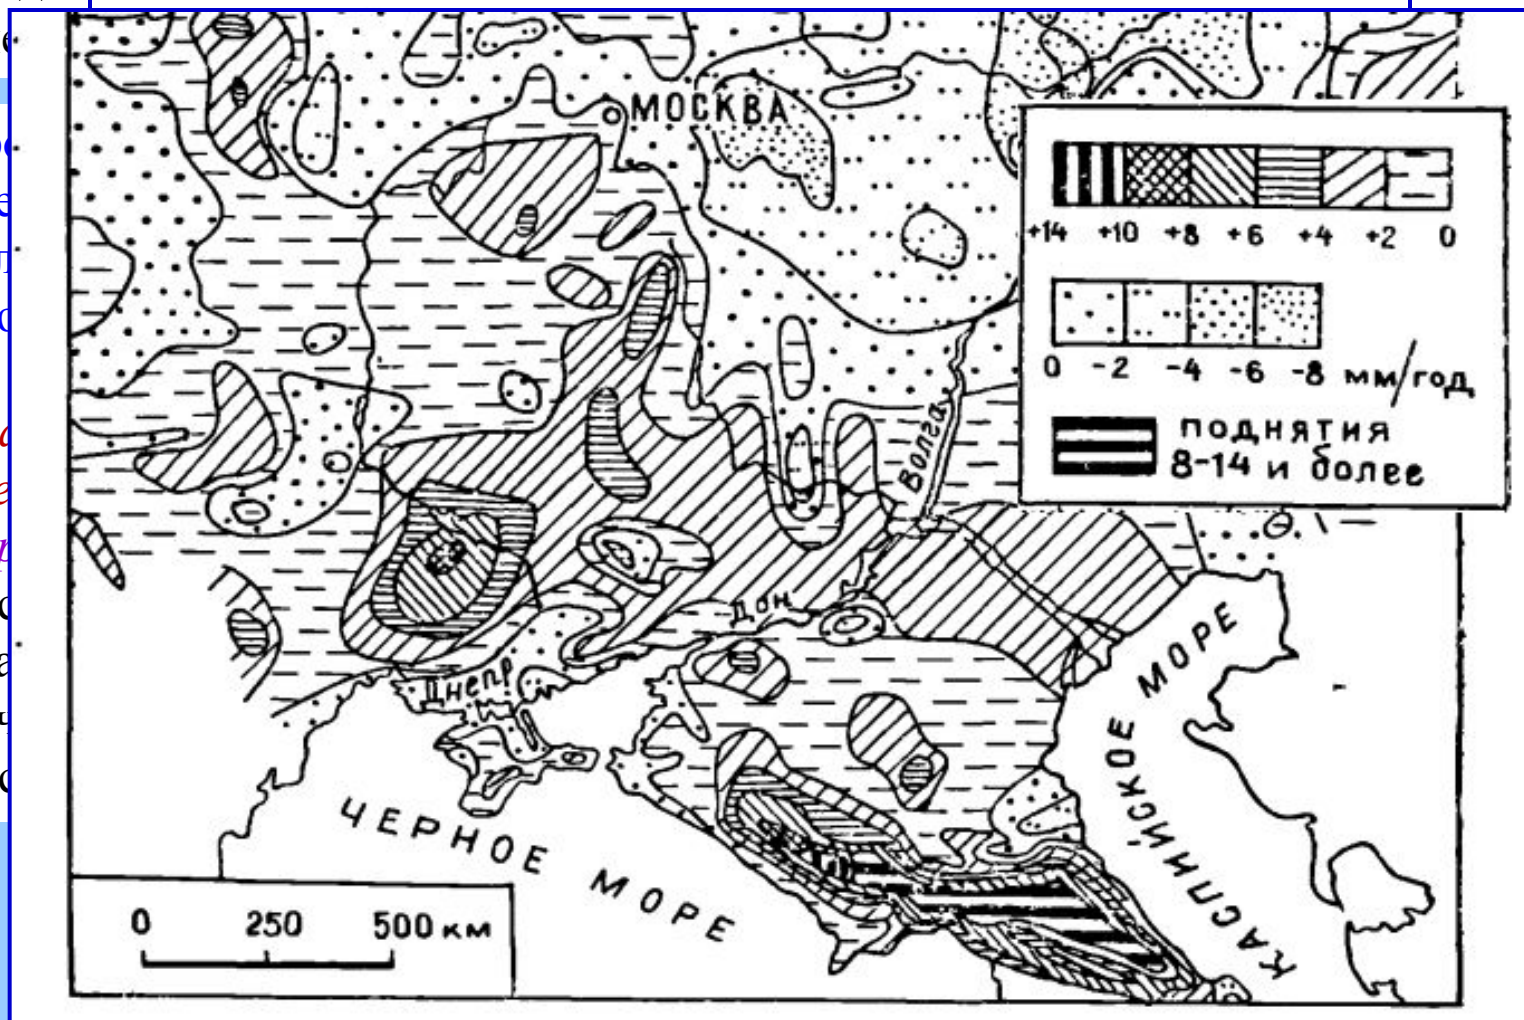 МОСКВА
+14 +10 +8 +6 +4 +2 0
0 -2 -4 -6 -8 мм/год
ПОДНЯТИЯ
8-14 и более
Волга
Дон
Днепр
ЧЕРНОЕ МОРЕ
КАСПИЙСКОЕ МОРЕ
0 250 500 км